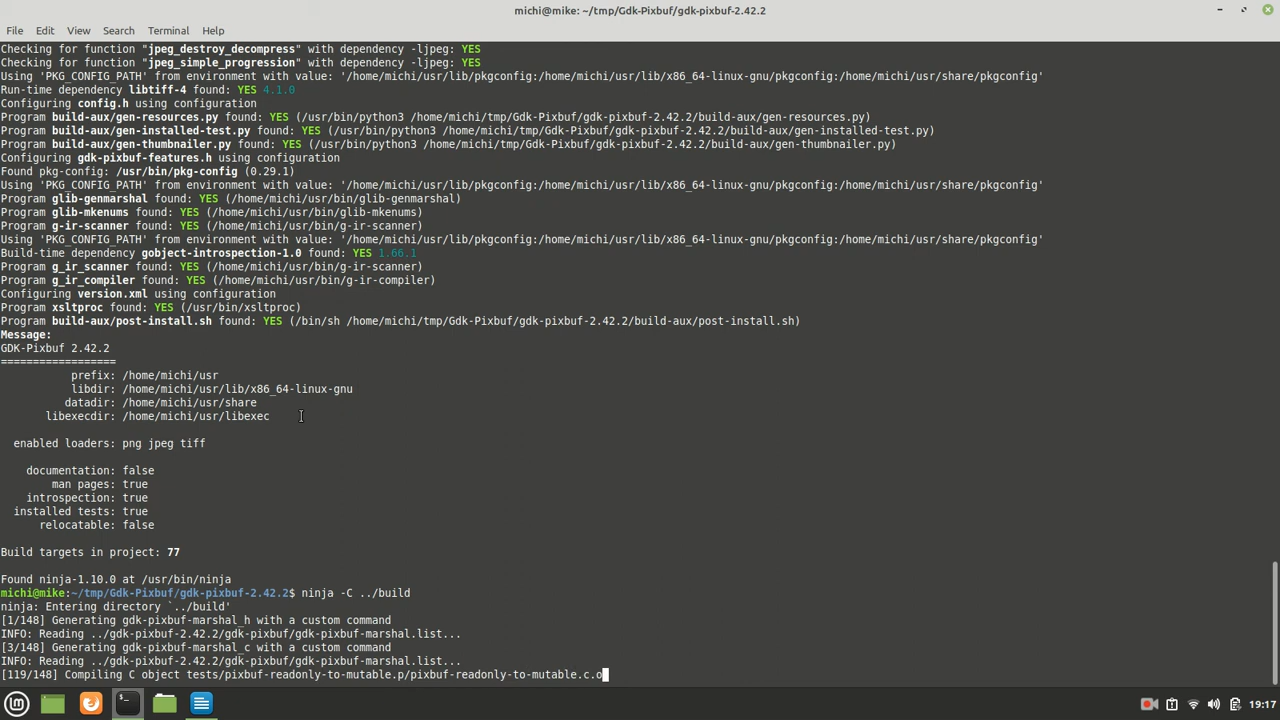 michi@mike: ~/tmp/Gdk-Pixbuf/gdk-pixbuf-2.42.2
File Edit View Search Terminal Help
Checking for function "jpeg_destroy_decompress" with dependency -ljpeg: YES
Checking for function "jpeg_simple_progression" with dependency -ljpeg: YES
Using 'PKG_CONFIG_PATH' from environment with value: '/home/michi/usr/lib/pkgconfig:/home/michi/usr/lib/x86_64-linux-gnu/pkgconfig:/home/michi/usr/share/pkgconfig'
Run-time dependency libtiff-4 found: YES 4.1.0
Configuring config.h using configuration
Program build-aux/gen-resources.py found: YES (/usr/bin/python3 /home/michi/tmp/Gdk-Pixbuf/gdk-pixbuf-2.42.2/build-aux/gen-resources.py)
Program build-aux/gen-installed-test.py found: YES (/usr/bin/python3 /home/michi/tmp/Gdk-Pixbuf/gdk-pixbuf-2.42.2/build-aux/gen-installed-test.py)
Program build-aux/gen-thumbnailer.py found: YES (/usr/bin/python3 /home/michi/tmp/Gdk-Pixbuf/gdk-pixbuf-2.42.2/build-aux/gen-thumbnailer.py)
Configuring gdk-pixbuf-features.h using configuration
Found pkg-config: /usr/bin/pkg-config (0.29.1)
Using 'PKG_CONFIG_PATH' from environment with value: '/home/michi/usr/lib/pkgconfig:/home/michi/usr/lib/x86_64-linux-gnu/pkgconfig:/home/michi/usr/share/pkgconfig'
Program glib-genmarshal found: YES (/home/michi/usr/bin/glib-genmarshal)
Program glib-mkenums found: YES (/home/michi/usr/bin/glib-mkenums)
Program g-ir-scanner found: YES (/home/michi/usr/bin/g-ir-scanner)
Using 'PKG_CONFIG_PATH' from environment with value: '/home/michi/usr/lib/pkgconfig:/home/michi/usr/lib/x86_64-linux-gnu/pkgconfig:/home/michi/usr/share/pkgconfig'
Build-time dependency gobject-introspection-1.0 found: YES 1.66.1
Program g_ir_scanner found: YES (/home/michi/usr/bin/g-ir-scanner)
Program g_ir_compiler found: YES (/home/michi/usr/bin/g-ir-compiler)
Configuring version.xml using configuration
Program xsltproc found: YES (/usr/bin/xsltproc)
Program build-aux/post-install.sh found: YES (/bin/sh /home/michi/tmp/Gdk-Pixbuf/gdk-pixbuf-2.42.2/build-aux/post-install.sh)
Message:
GDK-Pixbuf 2.42.2
=================
prefix: /home/michi/usr
libdir: /home/michi/usr/lib/x86_64-linux-gnu
datadir: /home/michi/usr/share
libexecdir: /home/michi/usr/libexec
enabled loaders: png jpeg tiff
documentation: false
man pages: true
introspection: true
installed tests: true
relocatable: false
Build targets in project: 77
Found ninja-1.10.0 at /usr/bin/ninja
michi@mike:~/tmp/Gdk-Pixbuf/gdk-pixbuf-2.42.2$ ninja -C ../build
ninja: Entering directory `../build'
[1/148] Generating gdk-pixbuf-marshal_h with a custom command
INFO: Reading ../gdk-pixbuf-2.42.2/gdk-pixbuf/gdk-pixbuf-marshal.list...
[3/148] Generating gdk-pixbuf-marshal_c with a custom command
INFO: Reading ../gdk-pixbuf-2.42.2/gdk-pixbuf/gdk-pixbuf-marshal.list...
[119/148] Compiling C object tests/pixbuf-readonly-to-mutable.p/pixbuf-readonly-to-mutable.c.o
19:17